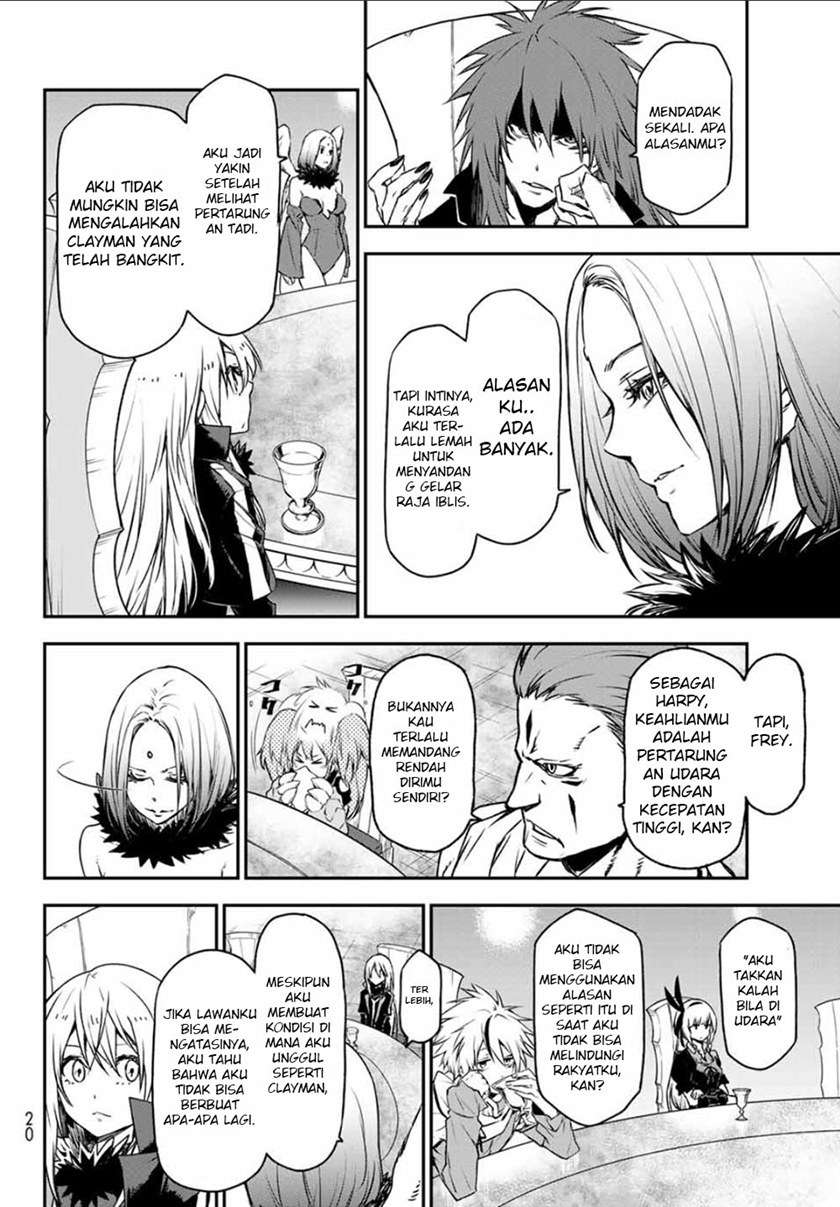 MENDADAK
SEKALI. APA
ALASANMU?
ALASAN
KU..
ADA
BANYAK.
TAPI INTINYA,
KURASA
AKU TER-
LALU LEMAH
UNTUK
MENYANDAN
G GELAR
RAJA IBLIS.
AKU JADI
YAKIN
SETELAH
MELIHAT
PERTARUNG
AN TADI.
AKU TIDAK
MUNGKIN BISA
MENGALAHKAN
CLAYMAN YANG
TELAH BANGKIT.
TAPI,
FREY.
SEBAGAI
HARPY,
KEAHLIANMU
ADALAH
PERTARUNG
AN UDARA
DENGAN
KECEPATAN
TINGGI, KAN?
BUKANNYA
KAU
TERLALU
MEMANDANG
RENDAH
DIRIMU
SENDIRI?
"AKU
TAKKAN
KALAH
BILA DI
UDARA"
AKU TIDAK
BISA
MENGGUNAKAN
ALASAN
SEPERTI ITU DI
SAAT AKU TIDAK
BISA
MELINDUNGI
RAKYATKU,
KAN?
TER
LEBIH,
MESKIPUN
AKU
MEMBUAT
KONDISI DI
MANA AKU
UNGGUL
SEPERTI
CLAYMAN,
JIKA LAWANKU
BISA ME-
NGATASINYA,
AKU TAHU
BAHWA AKU
TIDAK BISA
BERBUAT
APA-APA LAGI.
20